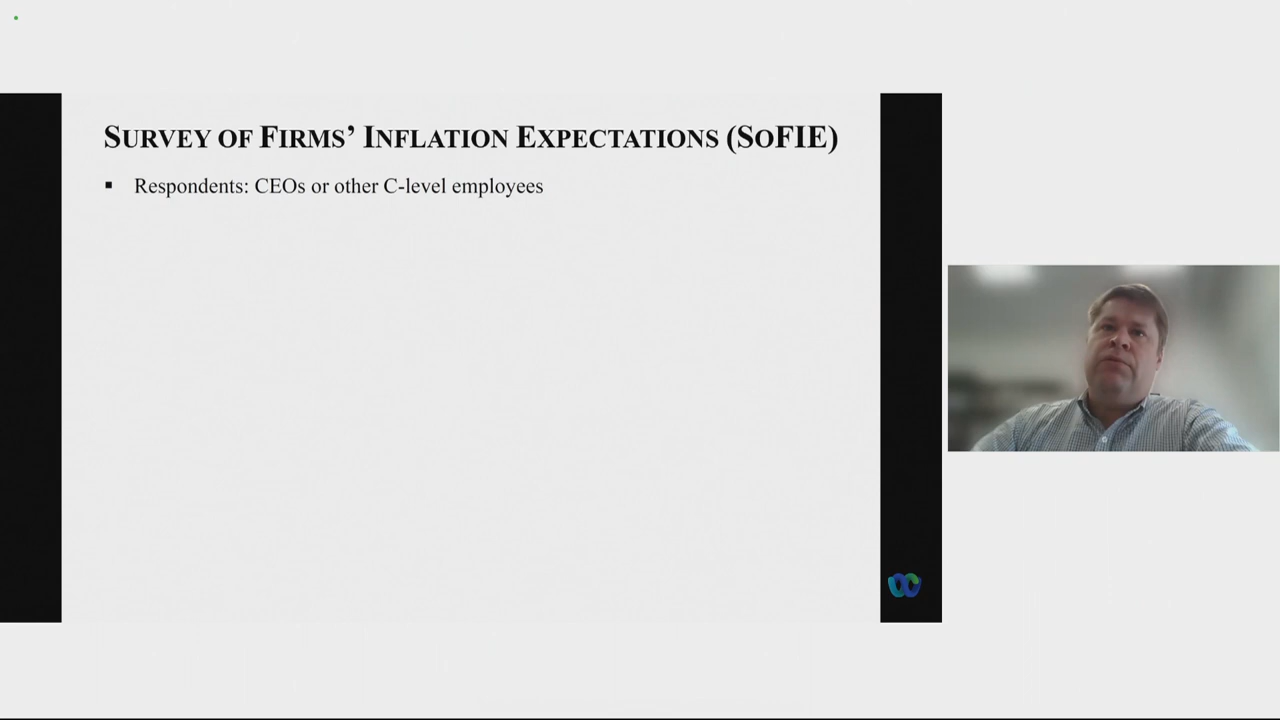 SURVEY OF FIRMS’ INFLATION EXPECTATIONS (SOFIE)
▪ Respondents: CEOs or other C-level employees